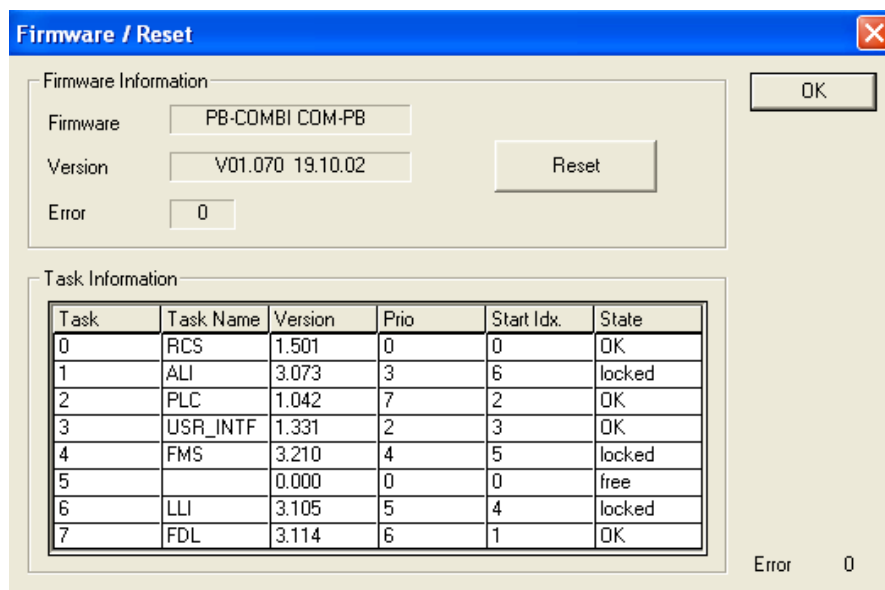 Firmware / Reset
Firmware Information
OK
Firmware PB-COMBI COM-PB
Version V01.070 19.10.02
Reset
Error 0
Task Information
Task Task Name Version Prio Start Idx. State
0 RCS 1.501 0 0 OK
1 ALI 3.073 3 6 locked
2 PLC 1.042 7 2 OK
3 USR_INTF 1.331 2 3 OK
4 FMS 3.210 4 5 locked
5 0.000 0 0 free
6 LLI 3.105 5 4 locked
7 FDL 3.114 6 1 OK
Error 0